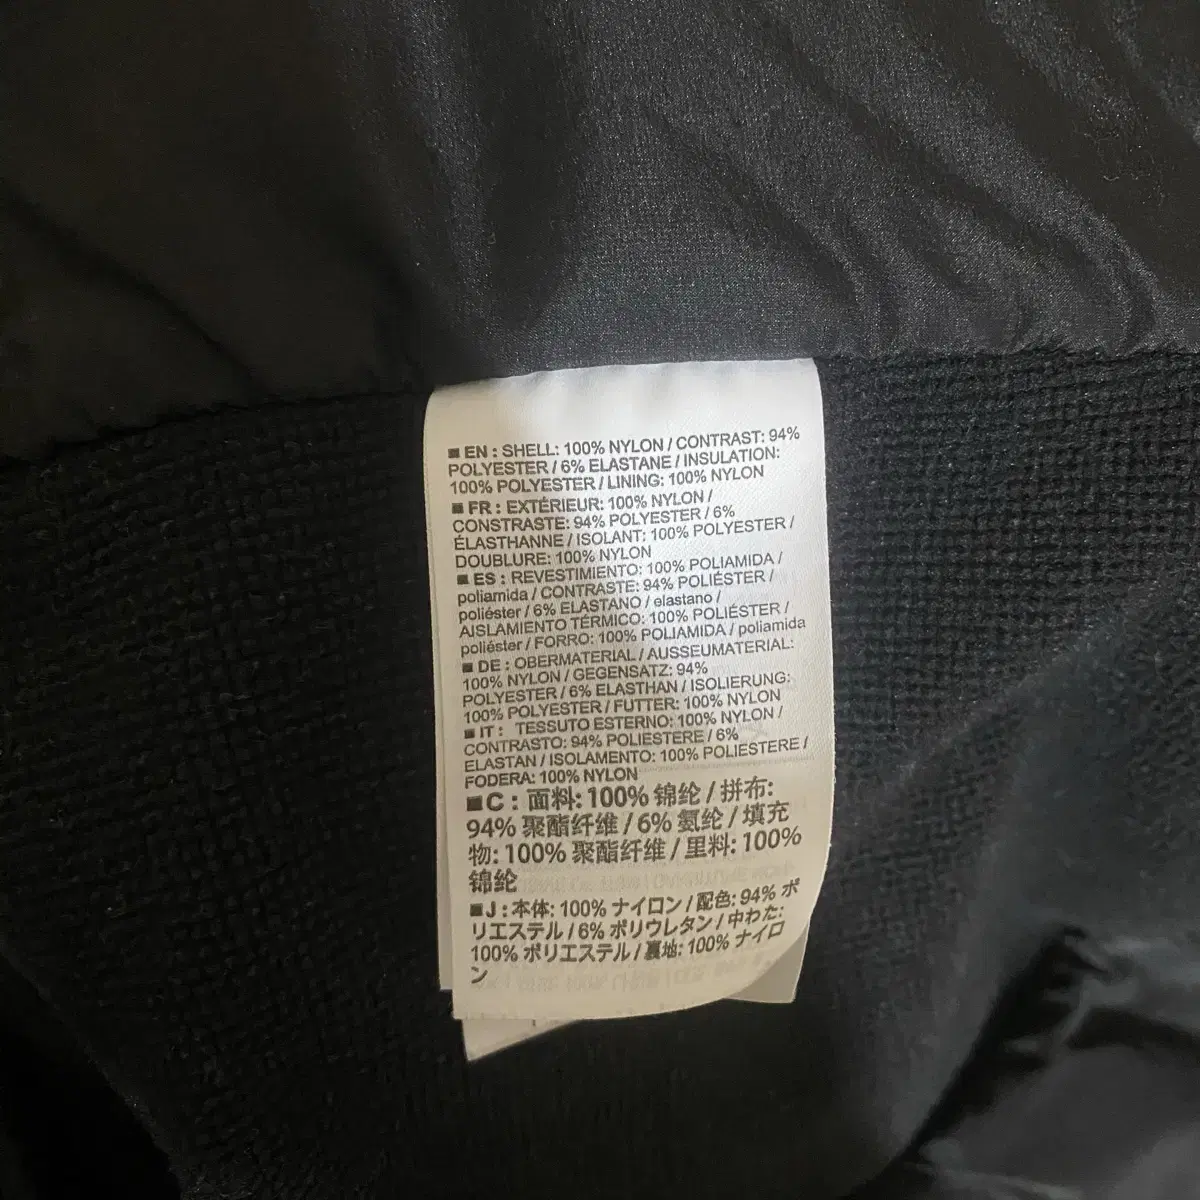 ■ EN : SHELL: 100% NYLON / CONTRAST: 94%
POLYESTER / 6% ELASTANE / INSULATION:
100% POLYESTER / LINING: 100% NYLON
■ FR : EXTÉRIEUR: 100% NYLON /
CONSTRASTE: 94% POLYESTER / 6%
ÉLASTHANNE / ISOLANT: 100% POLYESTER /
DOUBLURE: 100% NYLON
■ ES : REVESTIMIENTO: 100% POLIAMIDA /
poliamida / CONTRASTE: 94% POLIÉSTER /
poliéster / 6% ELASTANO / elastano /
AISLAMIENTO TÉRMICO: 100% POLIÉSTER /
poliéster / FORRO: 100% POLIAMIDA / poliamida
■ DE : OBERMATERIAL / AUSSEUMATERIAL:
100% NYLON / GEGENSATZ: 94%
POLYESTER / 6% ELASTHAN / ISOLIERUNG:
100% POLYESTER / FUTTER: 100% NYLON
■ IT : TESSUTO ESTERNO: 100% NYLON /
CONTRASTO: 94% POLIESTERE / 6%
ELASTAN / ISOLAMENTO: 100% POLIESTERE /
FODERA: 100% NYLON
■ C : 面料: 100% 锦纶 / 拼布:
94% 聚酯纤维 / 6% 氨纶 / 填充
物: 100% 聚酯纤维 / 里料: 100%
锦纶
■ J : 本体: 100% ナイロン / 配色: 94% ポ
リエステル / 6% ポリウレタン / 中わた:
100% ポリエステル / 裏地: 100% ナイロ
ン